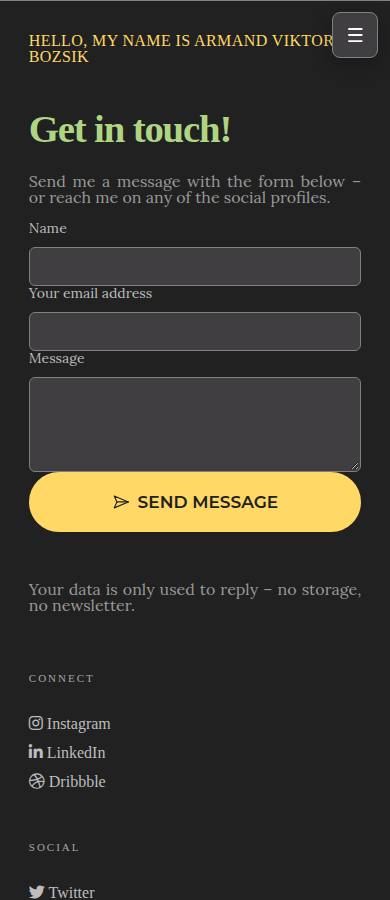 HELLO, MY NAME IS ARMAND VIKTOR
BOZSIK
Get in touch!
Send me a message with the form below –
or reach me on any of the social profiles.
Name
Your email address
Message
SEND MESSAGE
Your data is only used to reply – no storage,
no newsletter.
CONNECT
Instagram
LinkedIn
Dribbble
SOCIAL
Twitter